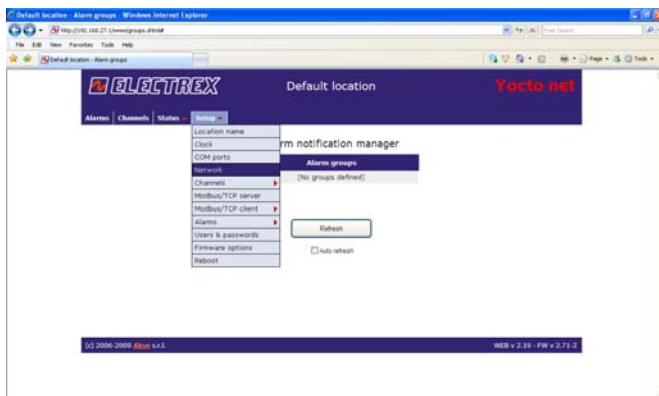 Default location - Alarm groups - Windows Internet Explorer
File Edit View Favorites Tools Help
Default location - Alarm groups
Page Tools
ELECTREX
Default location
Yocto net
Alarms Channels Status Setup
Location name
Clock
COM ports
Network
Channels
Modbus/TCP server
Modbus/TCP client
Alarms
Users & passwords
Firmware options
Reboot
rm notification manager
Alarm groups
[No groups defined]
Refresh
Auto refresh
(c) 2006-2009 Akse s.r.l.
WEB v 2.19 - FW v 2.71-2